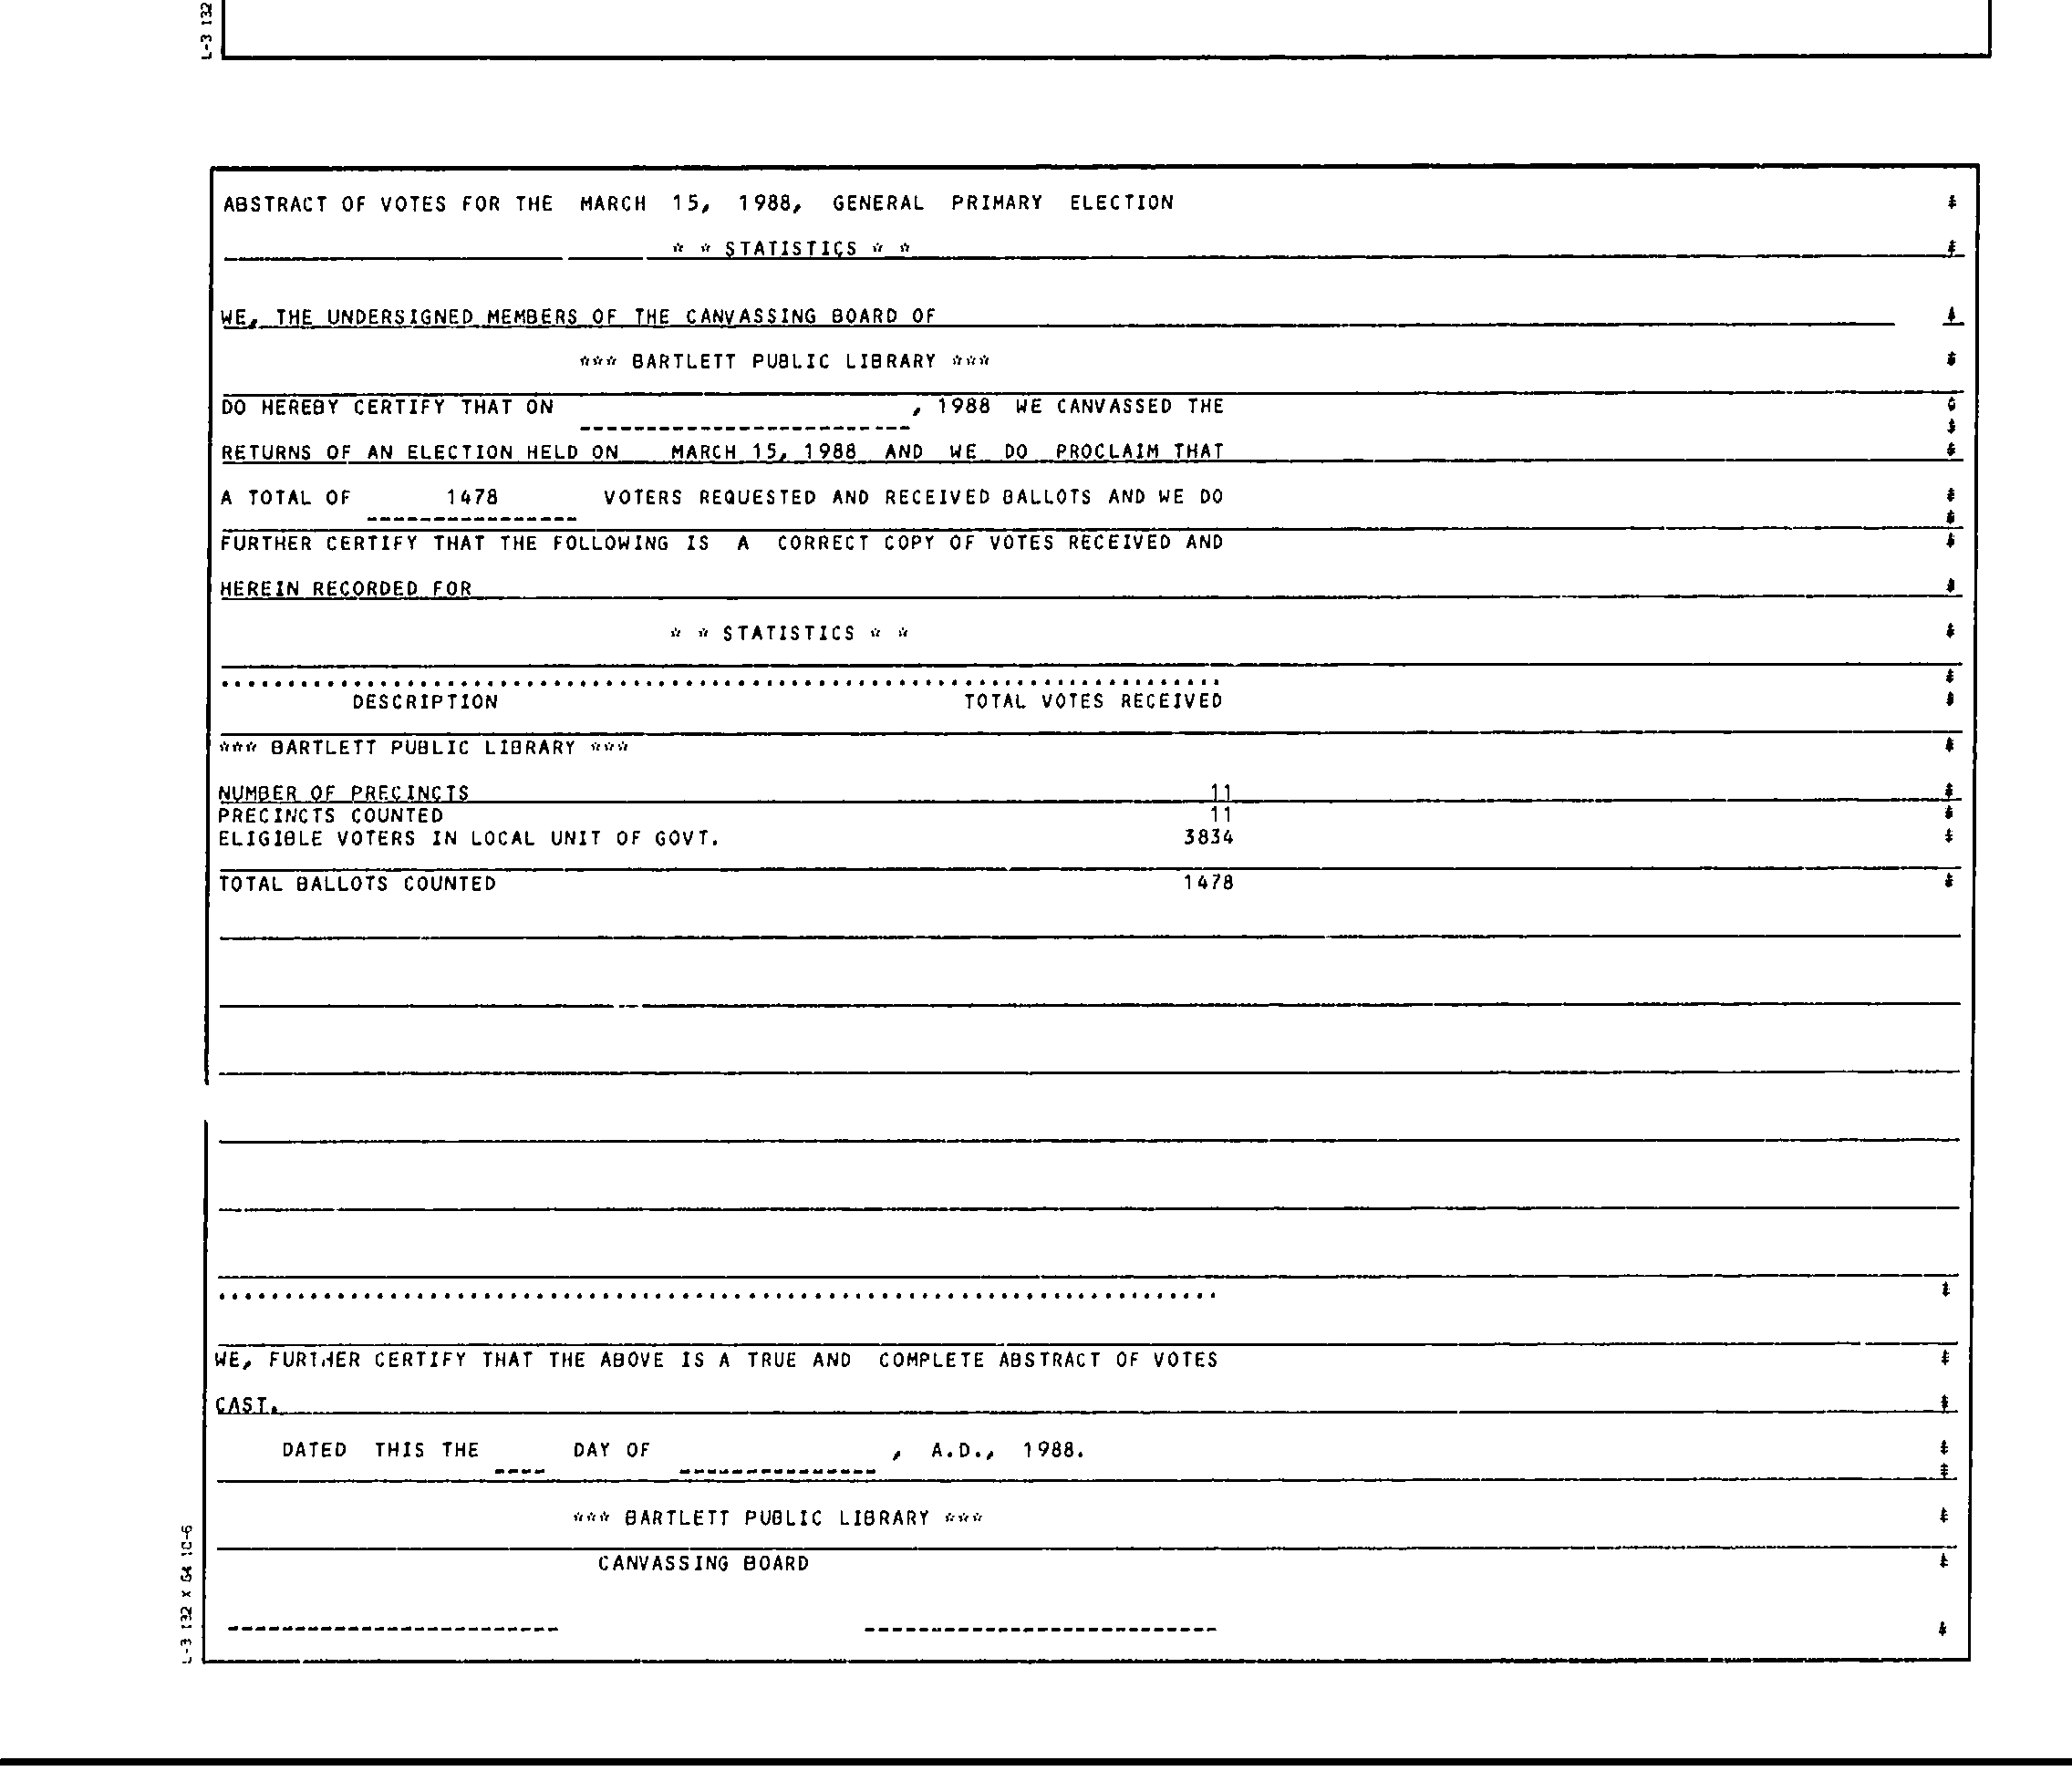 L-3 132
ABSTRACT OF VOTES FOR THE MARCH 15, 1988, GENERAL PRIMARY ELECTION
* * STATISTICS * *
WE, THE UNDERSIGNED MEMBERS OF THE CANVASSING BOARD OF
*** BARTLETT PUBLIC LIBRARY ***
DO HEREBY CERTIFY THAT ON , 1988 WE CANVASSED THE
RETURNS OF AN ELECTION HELD ON MARCH 15, 1988 AND WE DO PROCLAIM THAT
A TOTAL OF 1478 VOTERS REQUESTED AND RECEIVED BALLOTS AND WE DO
FURTHER CERTIFY THAT THE FOLLOWING IS A CORRECT COPY OF VOTES RECEIVED AND
HEREIN RECORDED FOR
* * STATISTICS * *
DESCRIPTION TOTAL VOTES RECEIVED
*** BARTLETT PUBLIC LIBRARY ***
NUMBER OF PRECINCTS 11
PRECINCTS COUNTED 11
ELIGIBLE VOTERS IN LOCAL UNIT OF GOVT. 3834
TOTAL BALLOTS COUNTED 1478
WE, FURTHER CERTIFY THAT THE ABOVE IS A TRUE AND COMPLETE ABSTRACT OF VOTES
CAST.
DATED THIS THE ---- DAY OF --------------- , A.D., 1988.
*** BARTLETT PUBLIC LIBRARY ***
CANVASSING BOARD
L-3 132 X 64 10-6